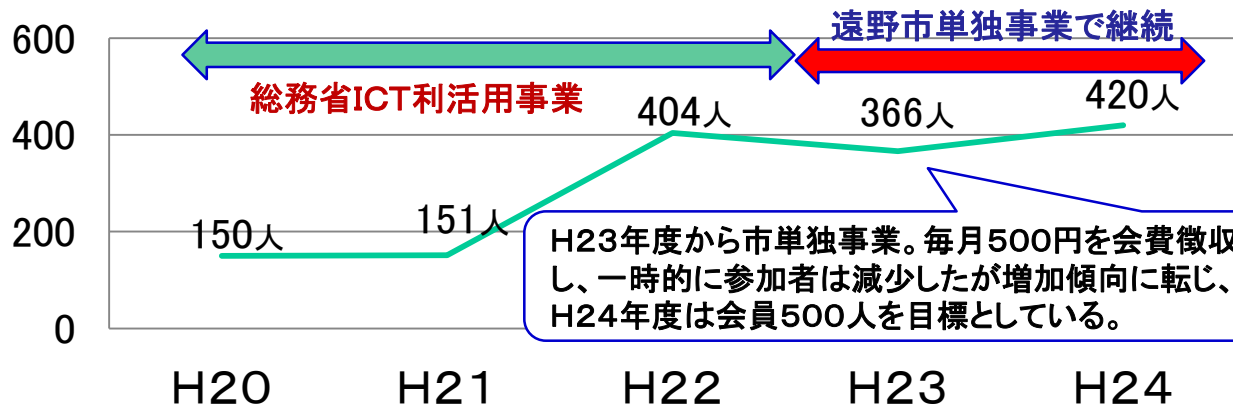 遠野市単独事業で継続
600
総務省ICT利活用事業
404人
366人
420人
400
200
150人
151人
H23年度から市単独事業。毎月500円を会費徴収
し、一時的に参加者は減少したが増加傾向に転じ、
H24年度は会員500人を目標としている。
0
H20
H21
H22
H23
H24